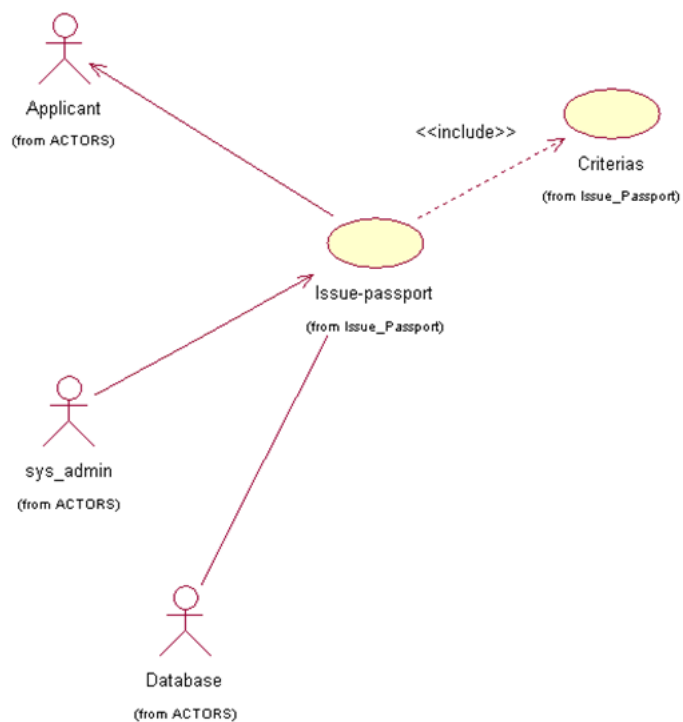 Applicant
(from ACTORS)
<<include>>
Criterias
(from Issue_Passport)
Issue-passport
(from Issue_Passport)
sys_admin
(from ACTORS)
Database
(from ACTORS)